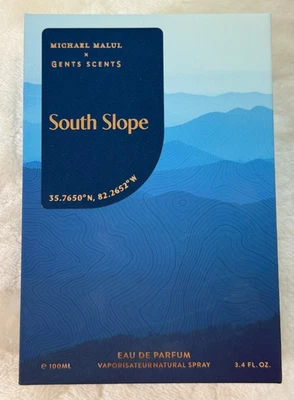 MICHAEL MALUL
×
GENTS SCENTS
South Slope
35.7650°N, 82.2652°W
EAU DE PARFUM
℮ 100ML VAPORISATEUR NATURAL SPRAY 3.4 FL. OZ.